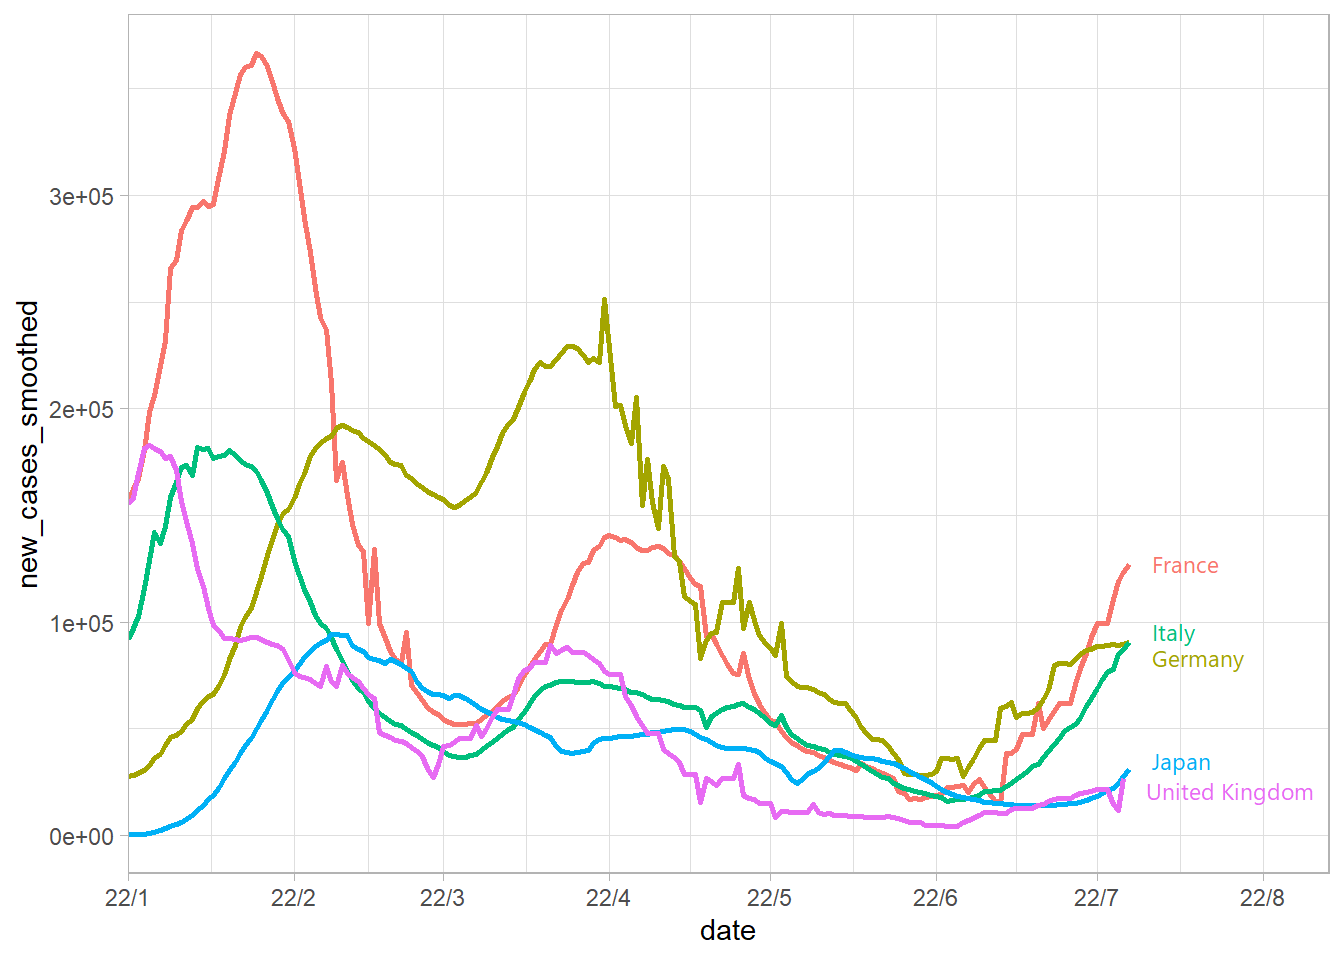 new_cases_smoothed
3e+05
2e+05
1e+05
0e+00
France
Italy
Germany
Japan
United Kingdom
22/1 22/2 22/3 22/4 22/5 22/6 22/7 22/8
date